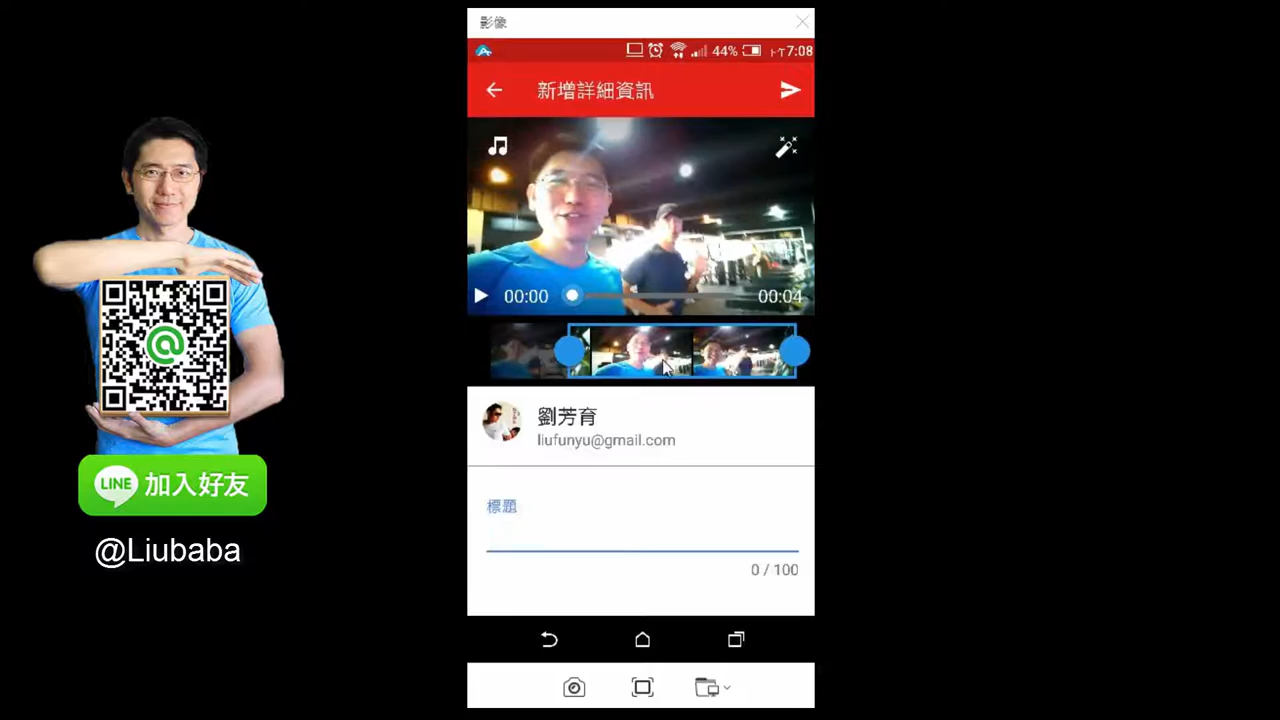 影像
44% 下午7:08
新增詳細資訊
00:00
00:04
劉芳育
liufunyu@gmail.com
標題
0 / 100
@
LINE 加入好友
@Liubaba